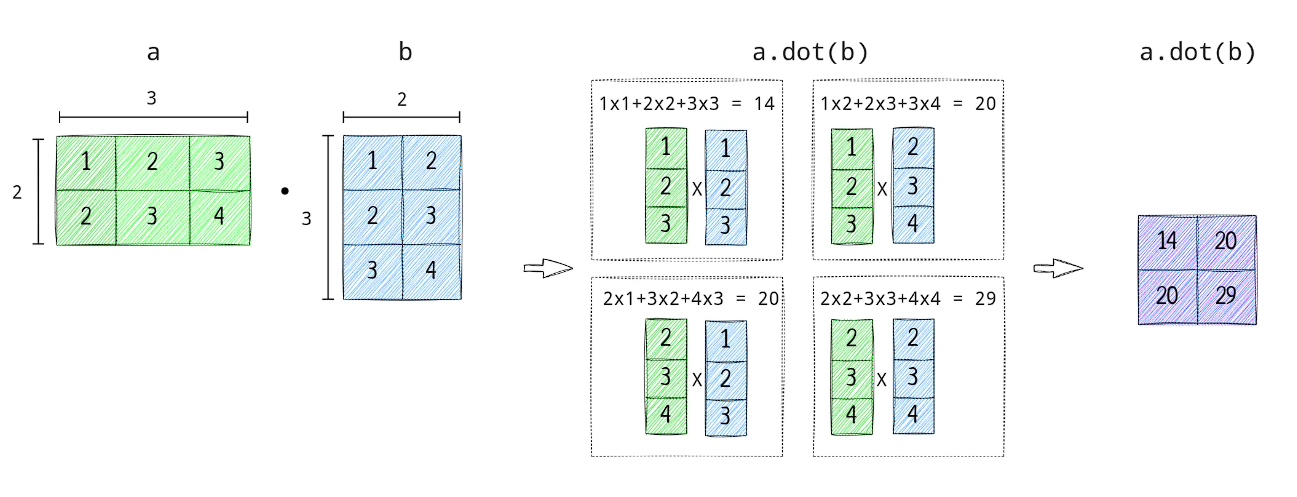 a
b
a.dot(b)
a.dot(b)
3
2
1 2 3
2 3 4
2
3
1 2
2 3
3 4
1x1+2x2+3x3 = 14
1 1
2 X 2
3 3
1x2+2x3+3x4 = 20
1 2
2 X 3
3 4
2x1+3x2+4x3 = 20
2 1
3 X 2
4 3
2x2+3x3+4x4 = 29
2 2
3 X 3
4 4
14 20
20 29